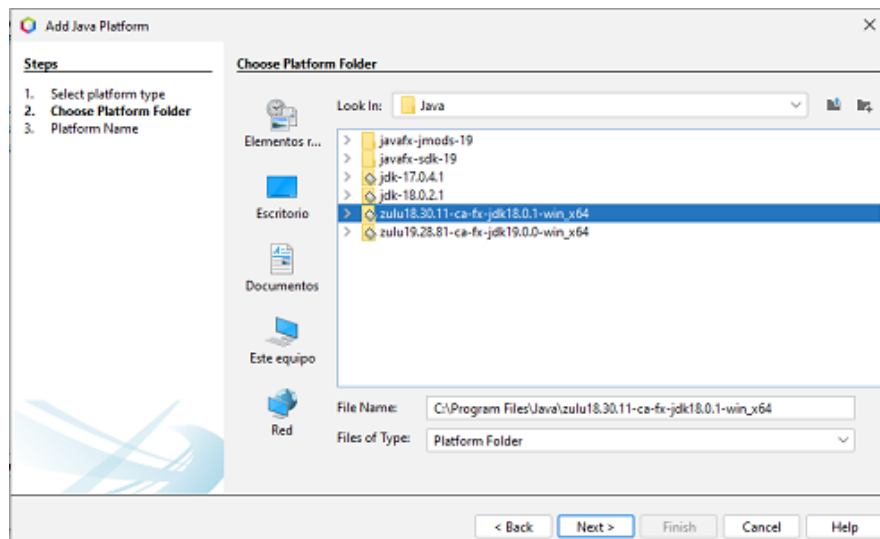 Add Java Platform
Steps
1. Select platform type
2. Choose Platform Folder
3. Platform Name
Choose Platform Folder
Look In: Java
Elementos r...
Escritorio
Documentos
Este equipo
Red
javafx-jmods-19
javafx-sdk-19
jdk-17.0.4.1
jdk-18.0.2.1
zulu18.30.11-ca-fx-jdk18.0.1-win_x64
zulu19.28.81-ca-fx-jdk19.0.0-win_x64
File Name: C:\Program Files\Java\zulu18.30.11-ca-fx-jdk18.0.1-win_x64
Files of Type: Platform Folder
< Back Next > Finish Cancel Help